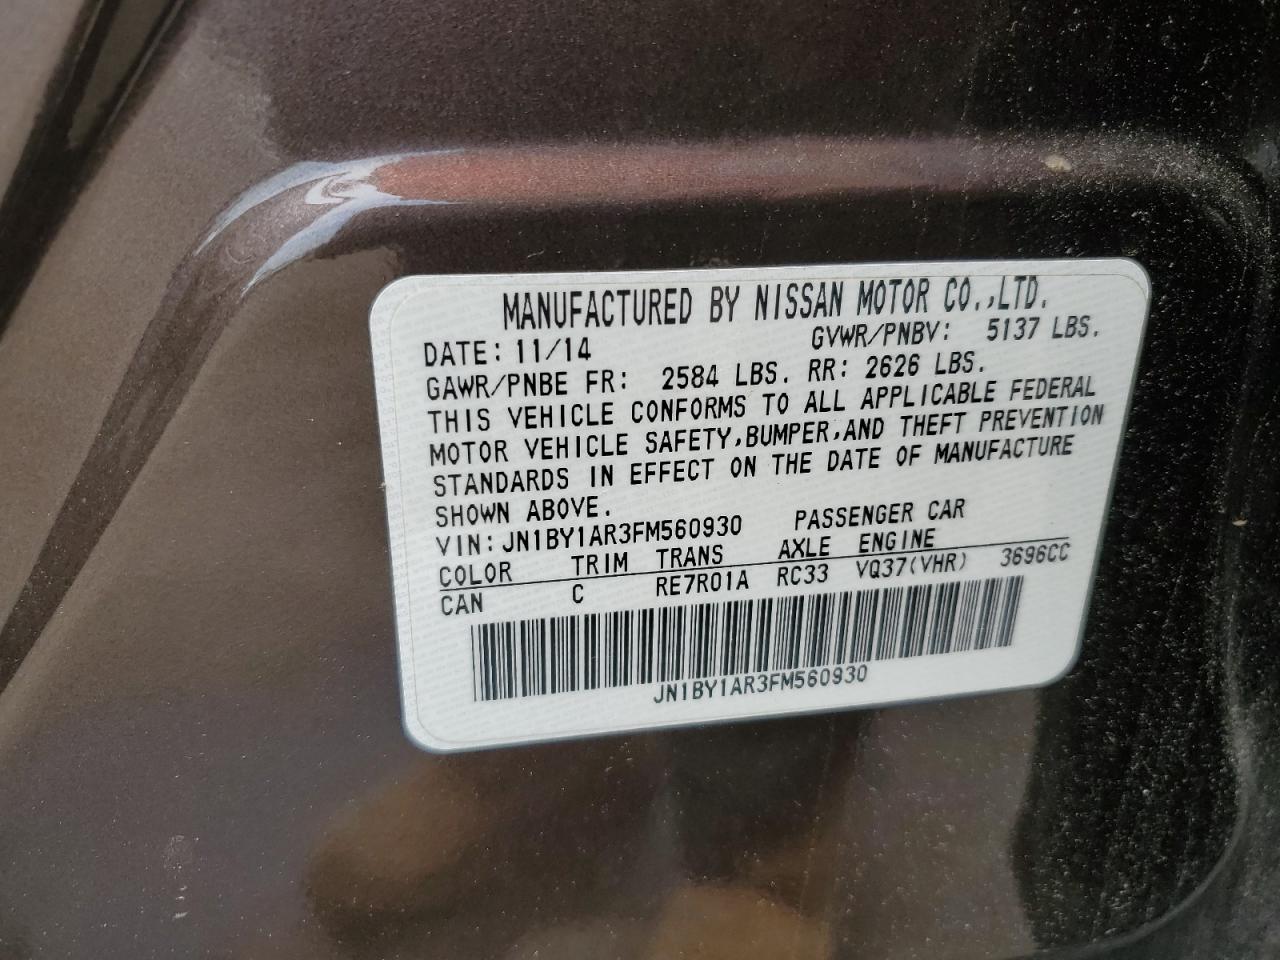 MANUFACTURED BY NISSAN MOTOR CO.,LTD.
DATE: 11/14 GVWR/PNBV: 5137 LBS.
GAWR/PNBE FR: 2584 LBS. RR: 2626 LBS.
THIS VEHICLE CONFORMS TO ALL APPLICABLE FEDERAL
MOTOR VEHICLE SAFETY,BUMPER,AND THEFT PREVENTION
STANDARDS IN EFFECT ON THE DATE OF MANUFACTURE
SHOWN ABOVE.
VIN: JN1BY1AR3FM560930 PASSENGER CAR
COLOR TRIM TRANS AXLE ENGINE
CAN C RE7R01A RC33 VQ37(VHR) 3696CC
JN1BY1AR3FM560930